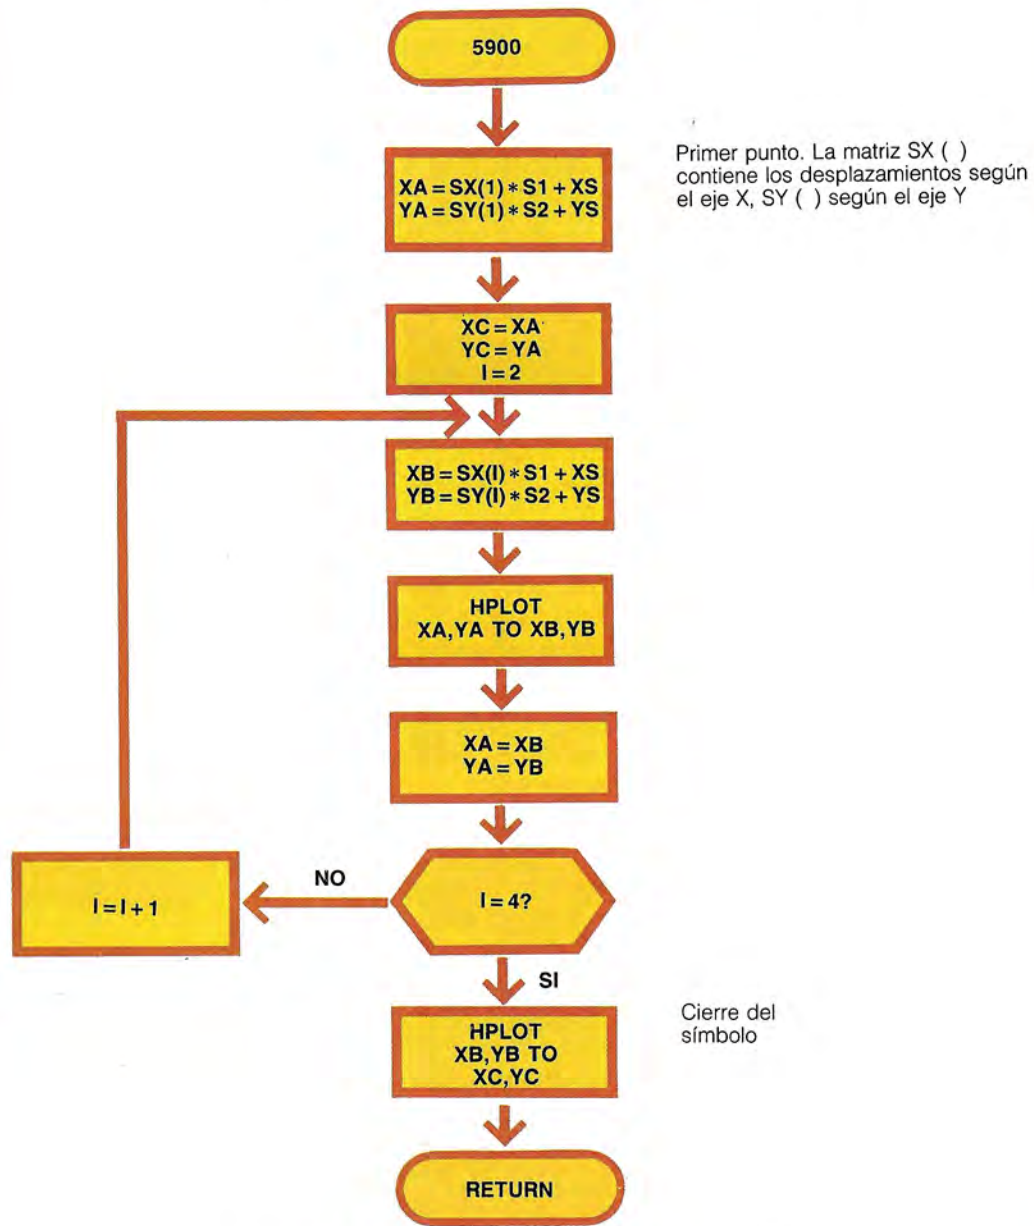 5900
XA = SX(1) * S1 + XS
YA = SY(1) * S2 + YS
Primer punto. La matriz SX ( )
contiene los desplazamientos según
el eje X, SY ( ) según el eje Y
XC = XA
YC = YA
I = 2
XB = SX(I) * S1 + XS
YB = SY(I) * S2 + YS
HPLOT
XA,YA TO XB,YB
XA = XB
YA = YB
I = 4?
NO
I = I + 1
SI
HPLOT
XB,YB TO
XC,YC
Cierre del
símbolo
RETURN